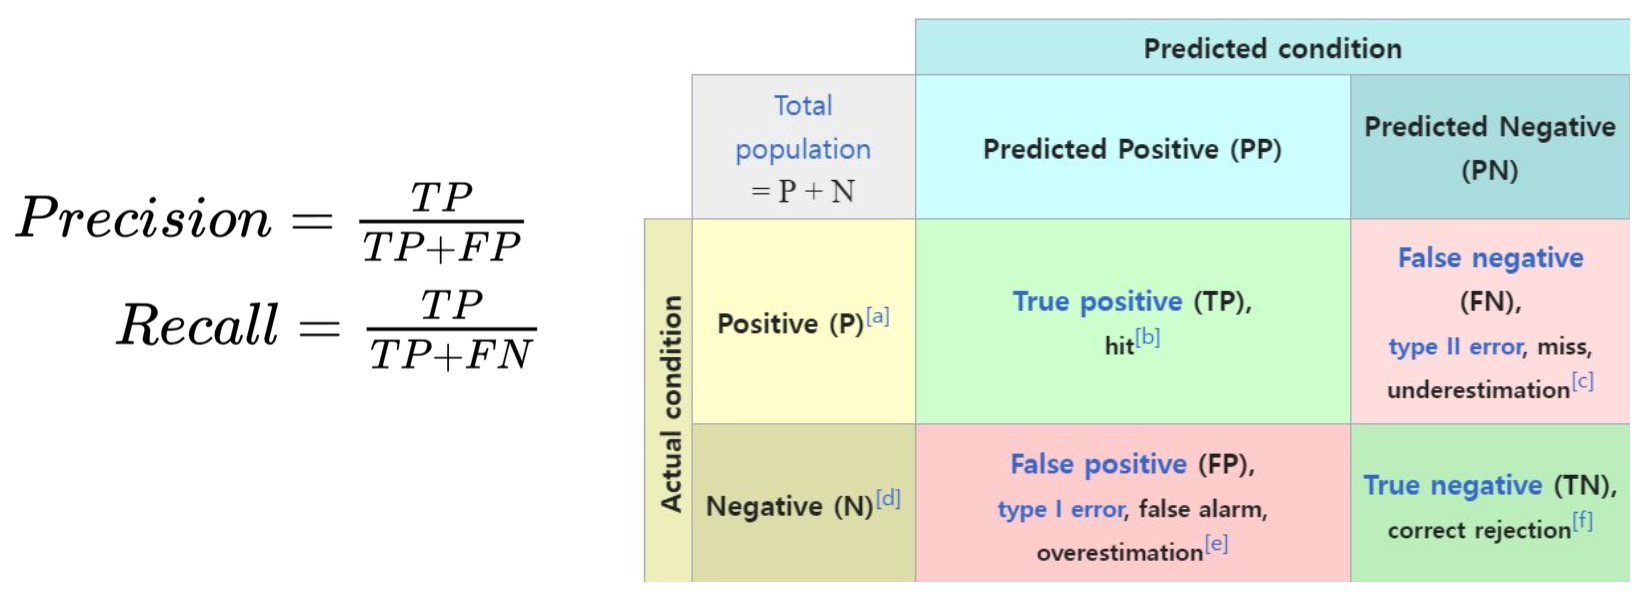 Precision = TP / TP+FP
Recall = TP / TP+FN
Predicted condition
Total
population
= P + N
Predicted Positive (PP)
Predicted Negative
(PN)
Actual condition
Positive (P)[a]
True positive (TP),
hit[b]
False negative
(FN),
type II error, miss,
underestimation[c]
Negative (N)[d]
False positive (FP),
type I error, false alarm,
overestimation[e]
True negative (TN),
correct rejection[f]